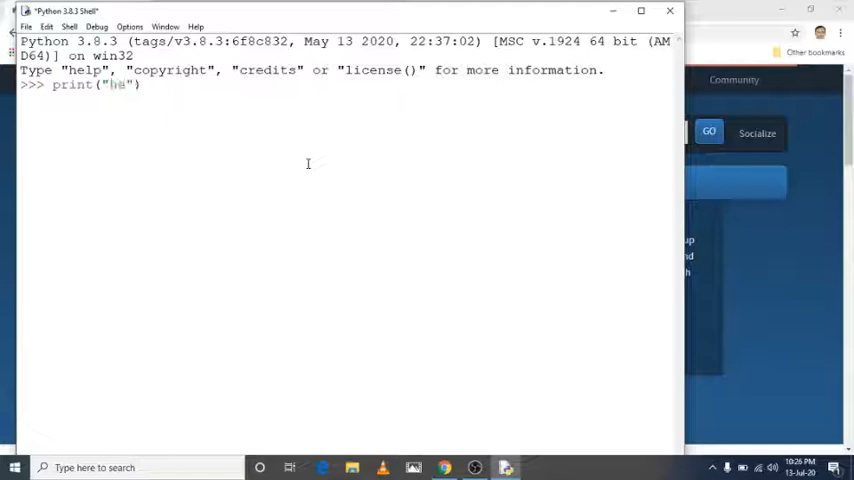 *Python 3.8.3 Shell*
File Edit Shell Debug Options Window Help
Python 3.8.3 (tags/v3.8.3:6f8c832, May 13 2020, 22:37:02) [MSC v.1924 64 bit (AM
D64)] on win32
Type "help", "copyright", "credits" or "license()" for more information.
>>> print("he")
Other bookmarks
Community
GO
Socialize
up
nd
h
Type here to search
10:26 PM
13-Jul-20